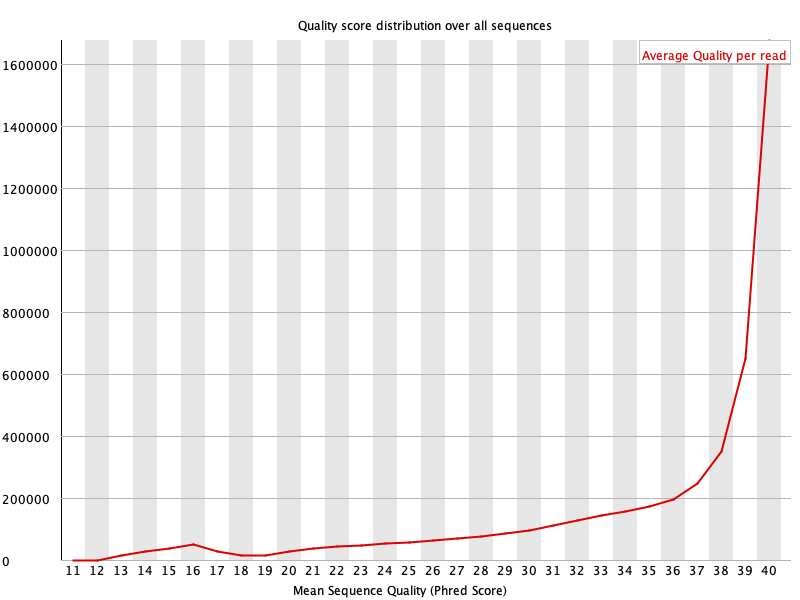 Quality score distribution over all sequences
Average Quality per read
1600000
1400000
1200000
1000000
800000
600000
400000
200000
0
11 12 13 14 15 16 17 18 19 20 21 22 23 24 25 26 27 28 29 30 31 32 33 34 35 36 37 38 39 40
Mean Sequence Quality (Phred Score)